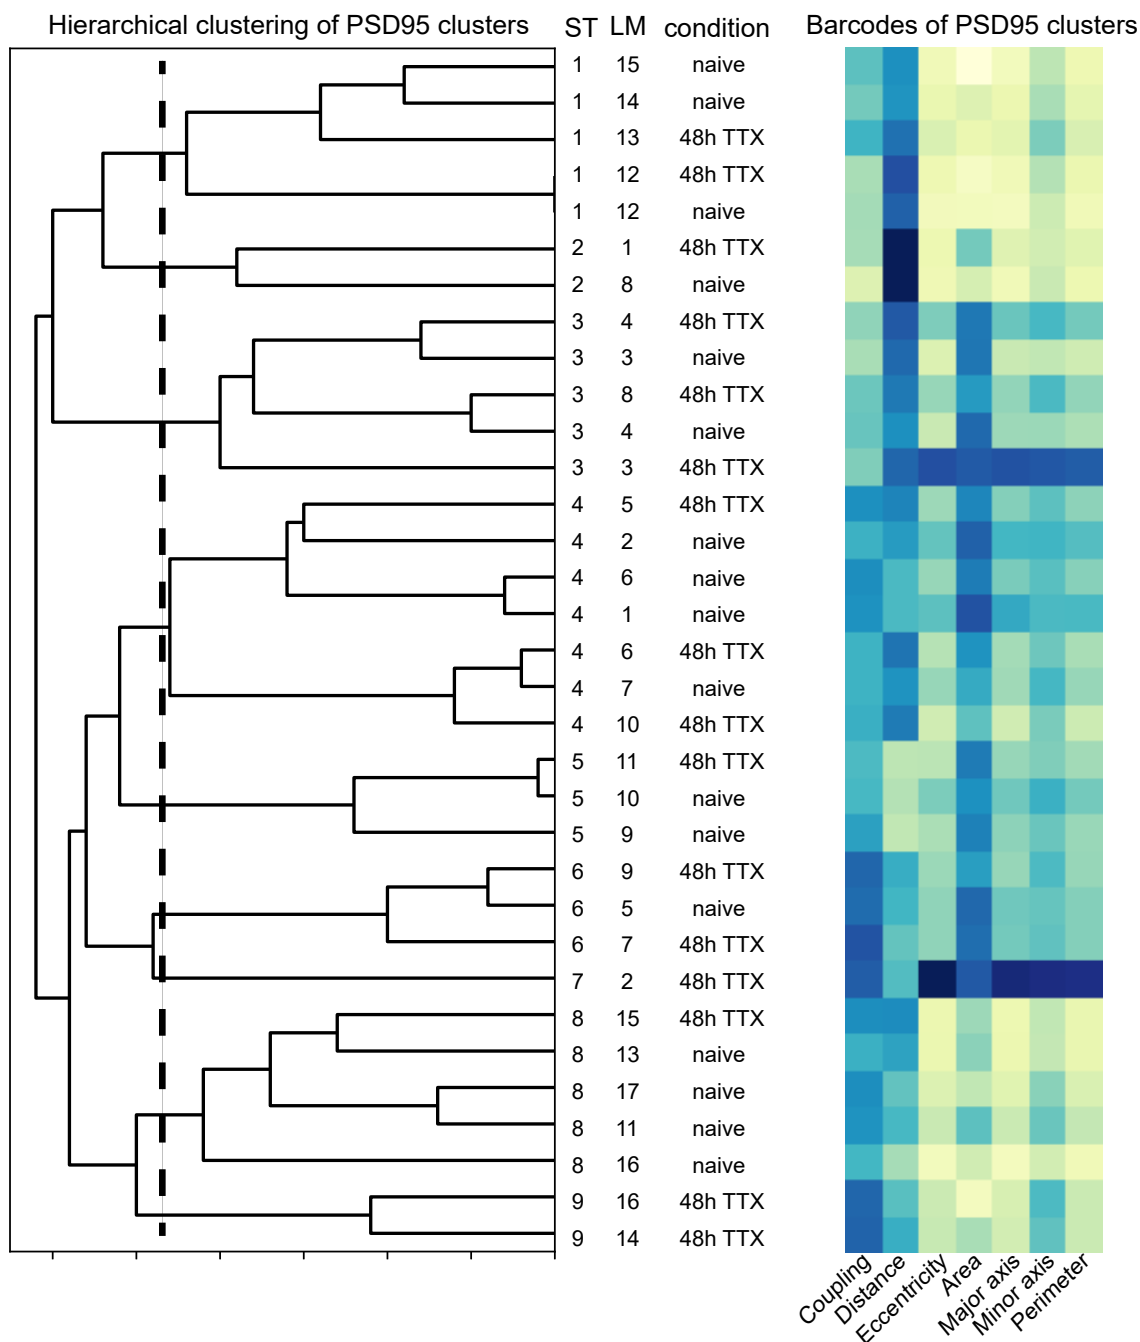 Hierarchical clustering of PSD95 clusters ST LM condition Barcodes of PSD95 clusters
1 15 naive
1 14 naive
1 13 48h TTX
1 12 48h TTX
1 12 naive
2 1 48h TTX
2 8 naive
3 4 48h TTX
3 3 naive
3 8 48h TTX
3 4 naive
3 3 48h TTX
4 5 48h TTX
4 2 naive
4 6 naive
4 1 naive
4 6 48h TTX
4 7 naive
4 10 48h TTX
5 11 48h TTX
5 10 naive
5 9 naive
6 9 48h TTX
6 5 naive
6 7 48h TTX
7 2 48h TTX
8 15 48h TTX
8 13 naive
8 17 naive
8 11 naive
8 16 naive
9 16 48h TTX
9 14 48h TTX
Coupling
Distance
Eccentricity
Area
Major axis
Minor axis
Perimeter